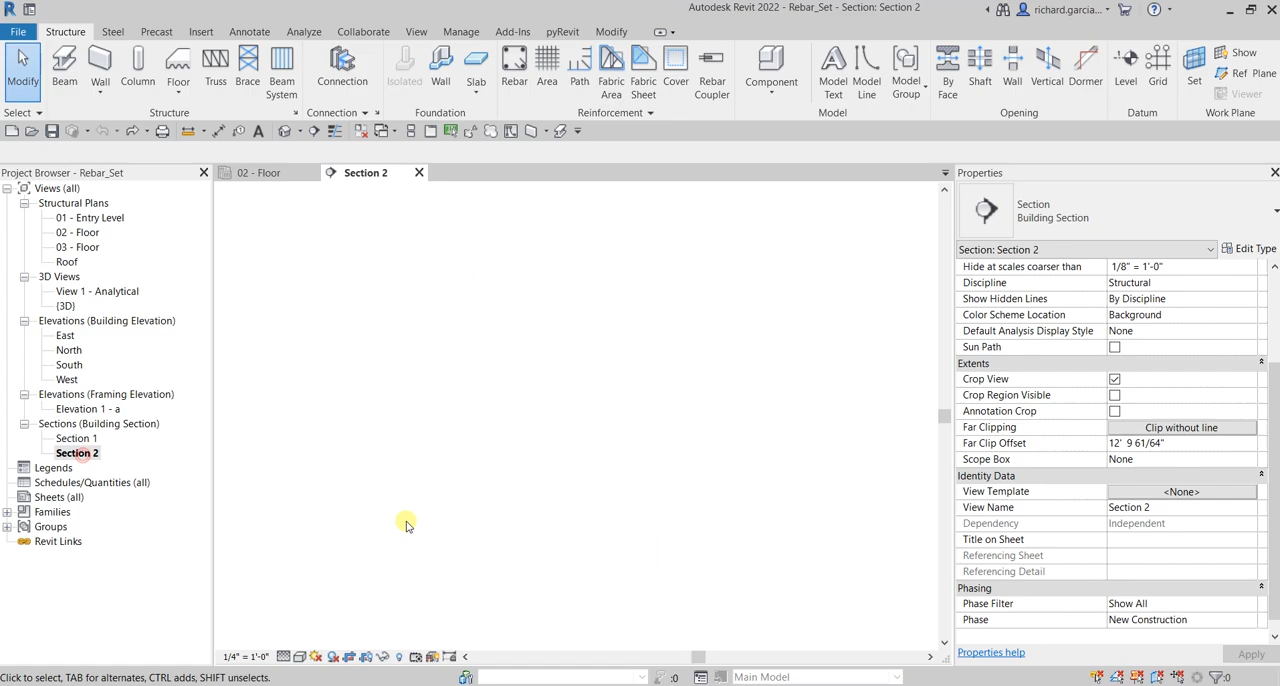 Autodesk Revit 2022 - Rebar_Set - Section: Section 2
richard.garcia...
File Structure Steel Precast Insert Annotate Analyze Collaborate View Manage Add-Ins pyRevit Modify
Modify Beam Wall Column Floor Truss Brace Beam System Connection Isolated Wall Slab Rebar Area Path Fabric Area Fabric Sheet Cover Rebar Coupler Component Model Text Model Line Model Group By Face Shaft Wall Vertical Dormer Level Grid Set Show Ref Plane Viewer
Select Structure Connection Foundation Reinforcement Model Opening Datum Work Plane
Project Browser - Rebar_Set
Views (all)
Structural Plans
01 - Entry Level
02 - Floor
03 - Floor
Roof
3D Views
View 1 - Analytical
{3D}
Elevations (Building Elevation)
East
North
South
West
Elevations (Framing Elevation)
Elevation 1 - a
Sections (Building Section)
Section 1
Section 2
Legends
Schedules/Quantities (all)
Sheets (all)
Families
Groups
Revit Links
02 - Floor
Section 2
Properties
Section
Building Section
Section: Section 2
Edit Type
Hide at scales coarser than 1/8" = 1'-0"
Discipline Structural
Show Hidden Lines By Discipline
Color Scheme Location Background
Default Analysis Display Style None
Sun Path
Extents
Crop View
Crop Region Visible
Annotation Crop
Far Clipping Clip without line
Far Clip Offset 12' 9 61/64"
Scope Box None
Identity Data
View Template <None>
View Name Section 2
Dependency Independent
Title on Sheet
Referencing Sheet
Referencing Detail
Phasing
Phase Filter Show All
Phase New Construction
Properties help
Apply
1/4" = 1'-0"
Click to select, TAB for alternates, CTRL adds, SHIFT unselects.
:0
Main Model
:0